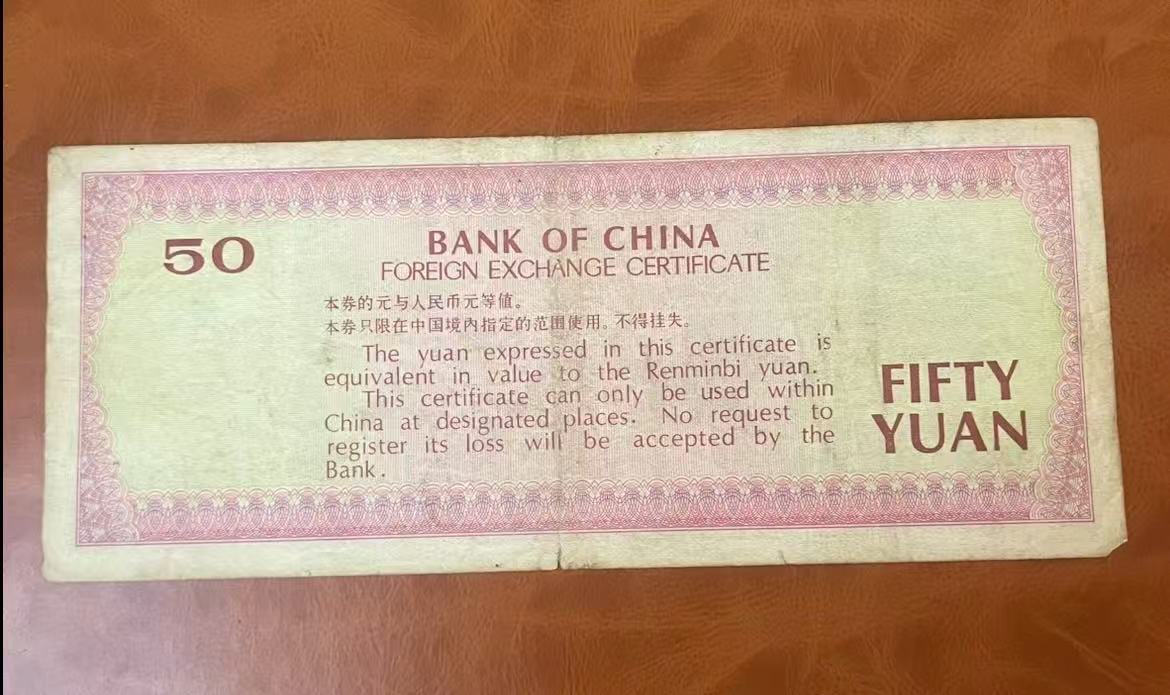 50
BANK OF CHINA
FOREIGN EXCHANGE CERTIFICATE
本券的元与人民币元等值。
本券只限在中国境内指定的范围使用。不得挂失。
The yuan expressed in this certificate is
equivalent in value to the Renminbi yuan.
This certificate can only be used within
China at designated places. No request to
register its loss will be accepted by the
Bank.
FIFTY
YUAN